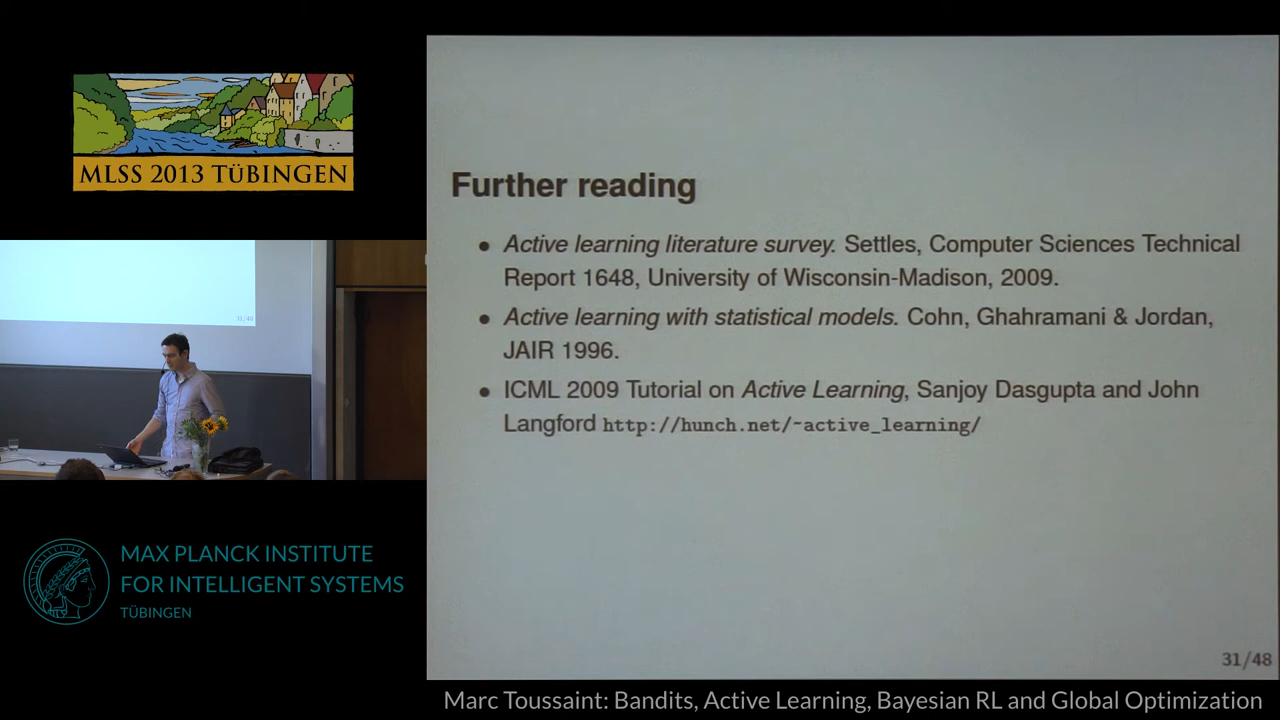 MLSS 2013 TÜBINGEN
31/48
MAX PLANCK INSTITUTE
FOR INTELLIGENT SYSTEMS
TÜBINGEN
Further reading
• Active learning literature survey. Settles, Computer Sciences Technical
Report 1648, University of Wisconsin-Madison, 2009.
• Active learning with statistical models. Cohn, Ghahramani & Jordan,
JAIR 1996.
• ICML 2009 Tutorial on Active Learning, Sanjoy Dasgupta and John
Langford http://hunch.net/~active_learning/
31/48
Marc Toussaint: Bandits, Active Learning, Bayesian RL and Global Optimization